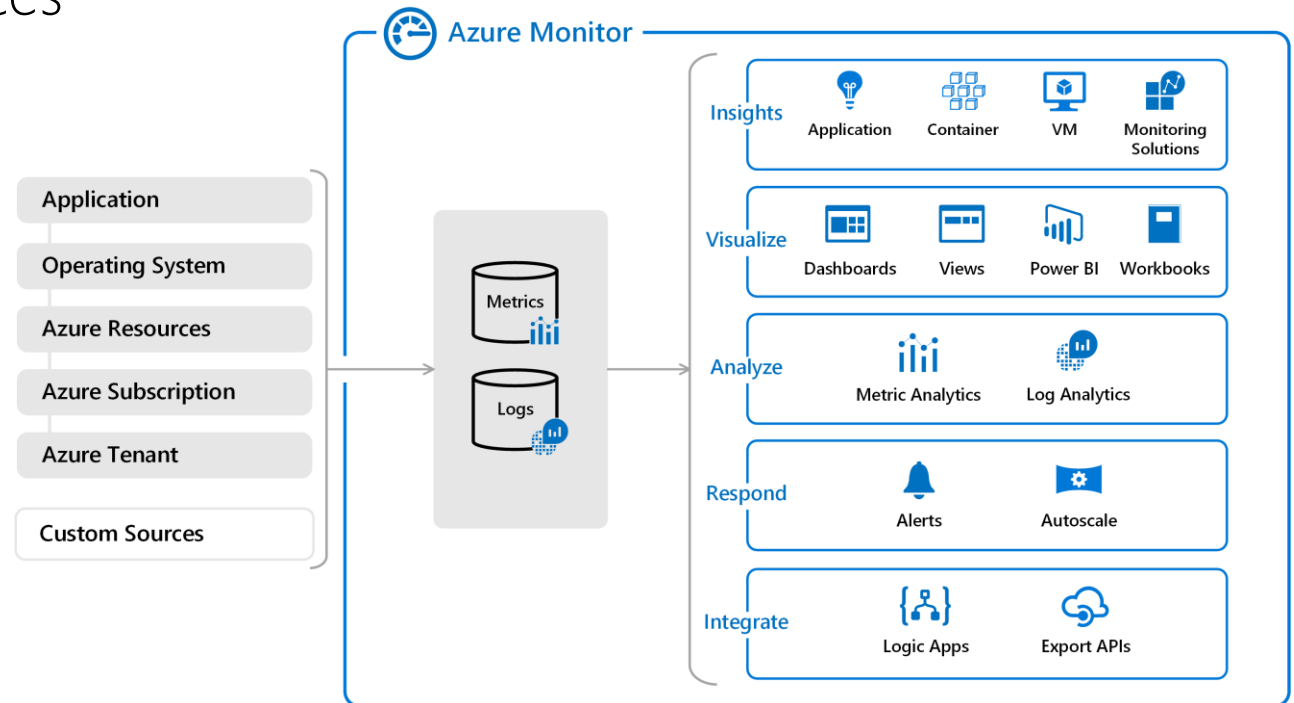 Azure Monitor
Application
Operating System
Azure Resources
Azure Subscription
Azure Tenant
Custom Sources
Metrics
Logs
Insights
Application
Container
VM
Monitoring
Solutions
Visualize
Dashboards
Views
Power BI
Workbooks
Analyze
Metric Analytics
Log Analytics
Respond
Alerts
Autoscale
Integrate
Logic Apps
Export APIs